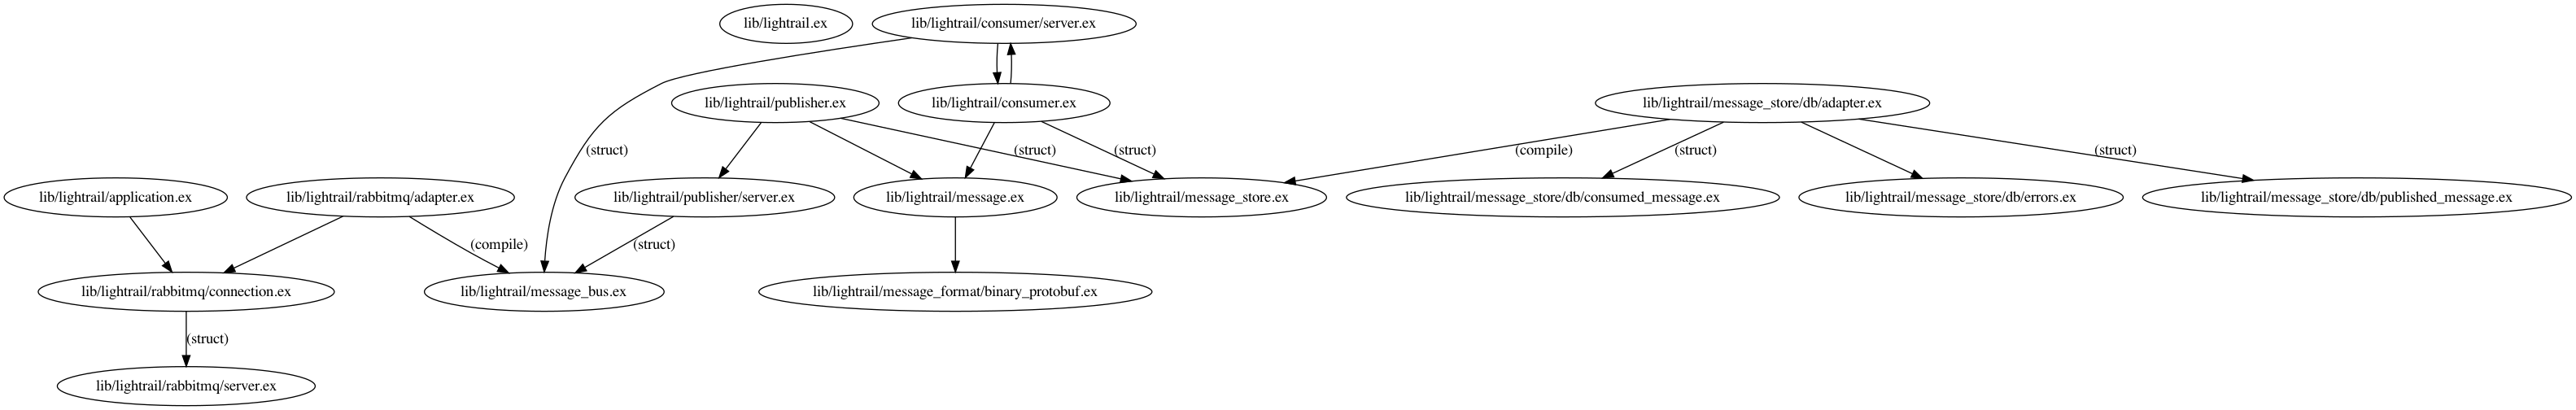 lib/lightrail.ex
lib/lightrail/consumer/server.ex
lib/lightrail/publisher.ex
lib/lightrail/consumer.ex
lib/lightrail/message_store/db/adapter.ex
(struct)
(struct)
(struct)
(compile)
(struct)
(struct)
lib/lightrail/application.ex
lib/lightrail/rabbitmq/adapter.ex
lib/lightrail/publisher/server.ex
lib/lightrail/message.ex
lib/lightrail/message_store.ex
lib/lightrail/message_store/db/consumed_message.ex
lib/lightrail/message_store/db/errors.ex
lib/lightrail/message_store/db/published_message.ex
(compile)
(struct)
lib/lightrail/rabbitmq/connection.ex
lib/lightrail/message_bus.ex
lib/lightrail/message_format/binary_protobuf.ex
(struct)
lib/lightrail/rabbitmq/server.ex